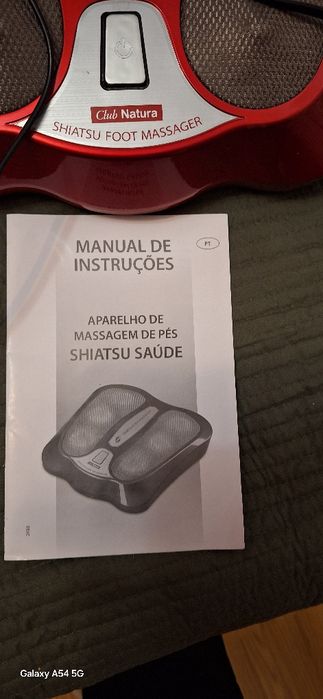 Club Natura
SHIATSU FOOT MASSAGER
MANUAL DE
INSTRUÇÕES
PT
APARELHO DE
MASSAGEM DE PÉS
SHIATSU SAÚDE
Galaxy A54 5G